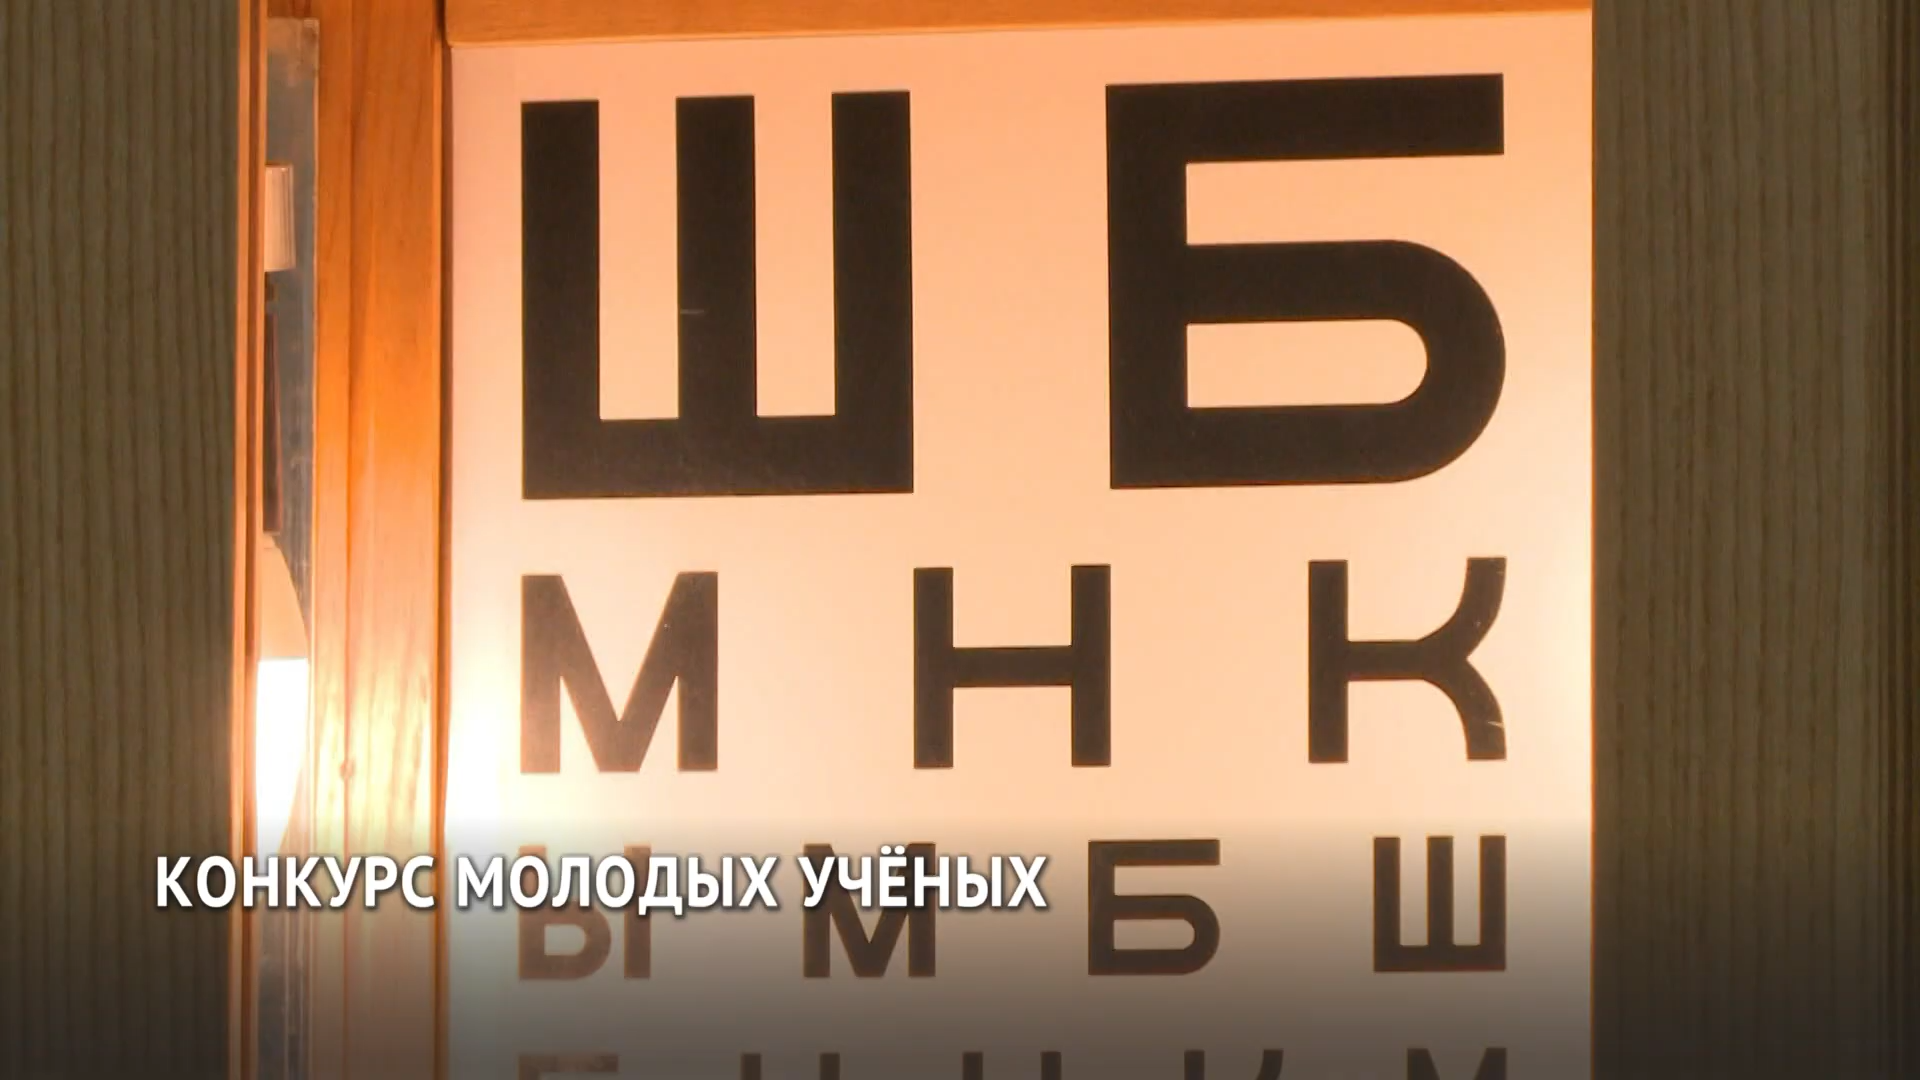 Ш Б
М Н К
КОНКУРС МОЛОДЫХ УЧЁНЫХ
Ы М Б Ш